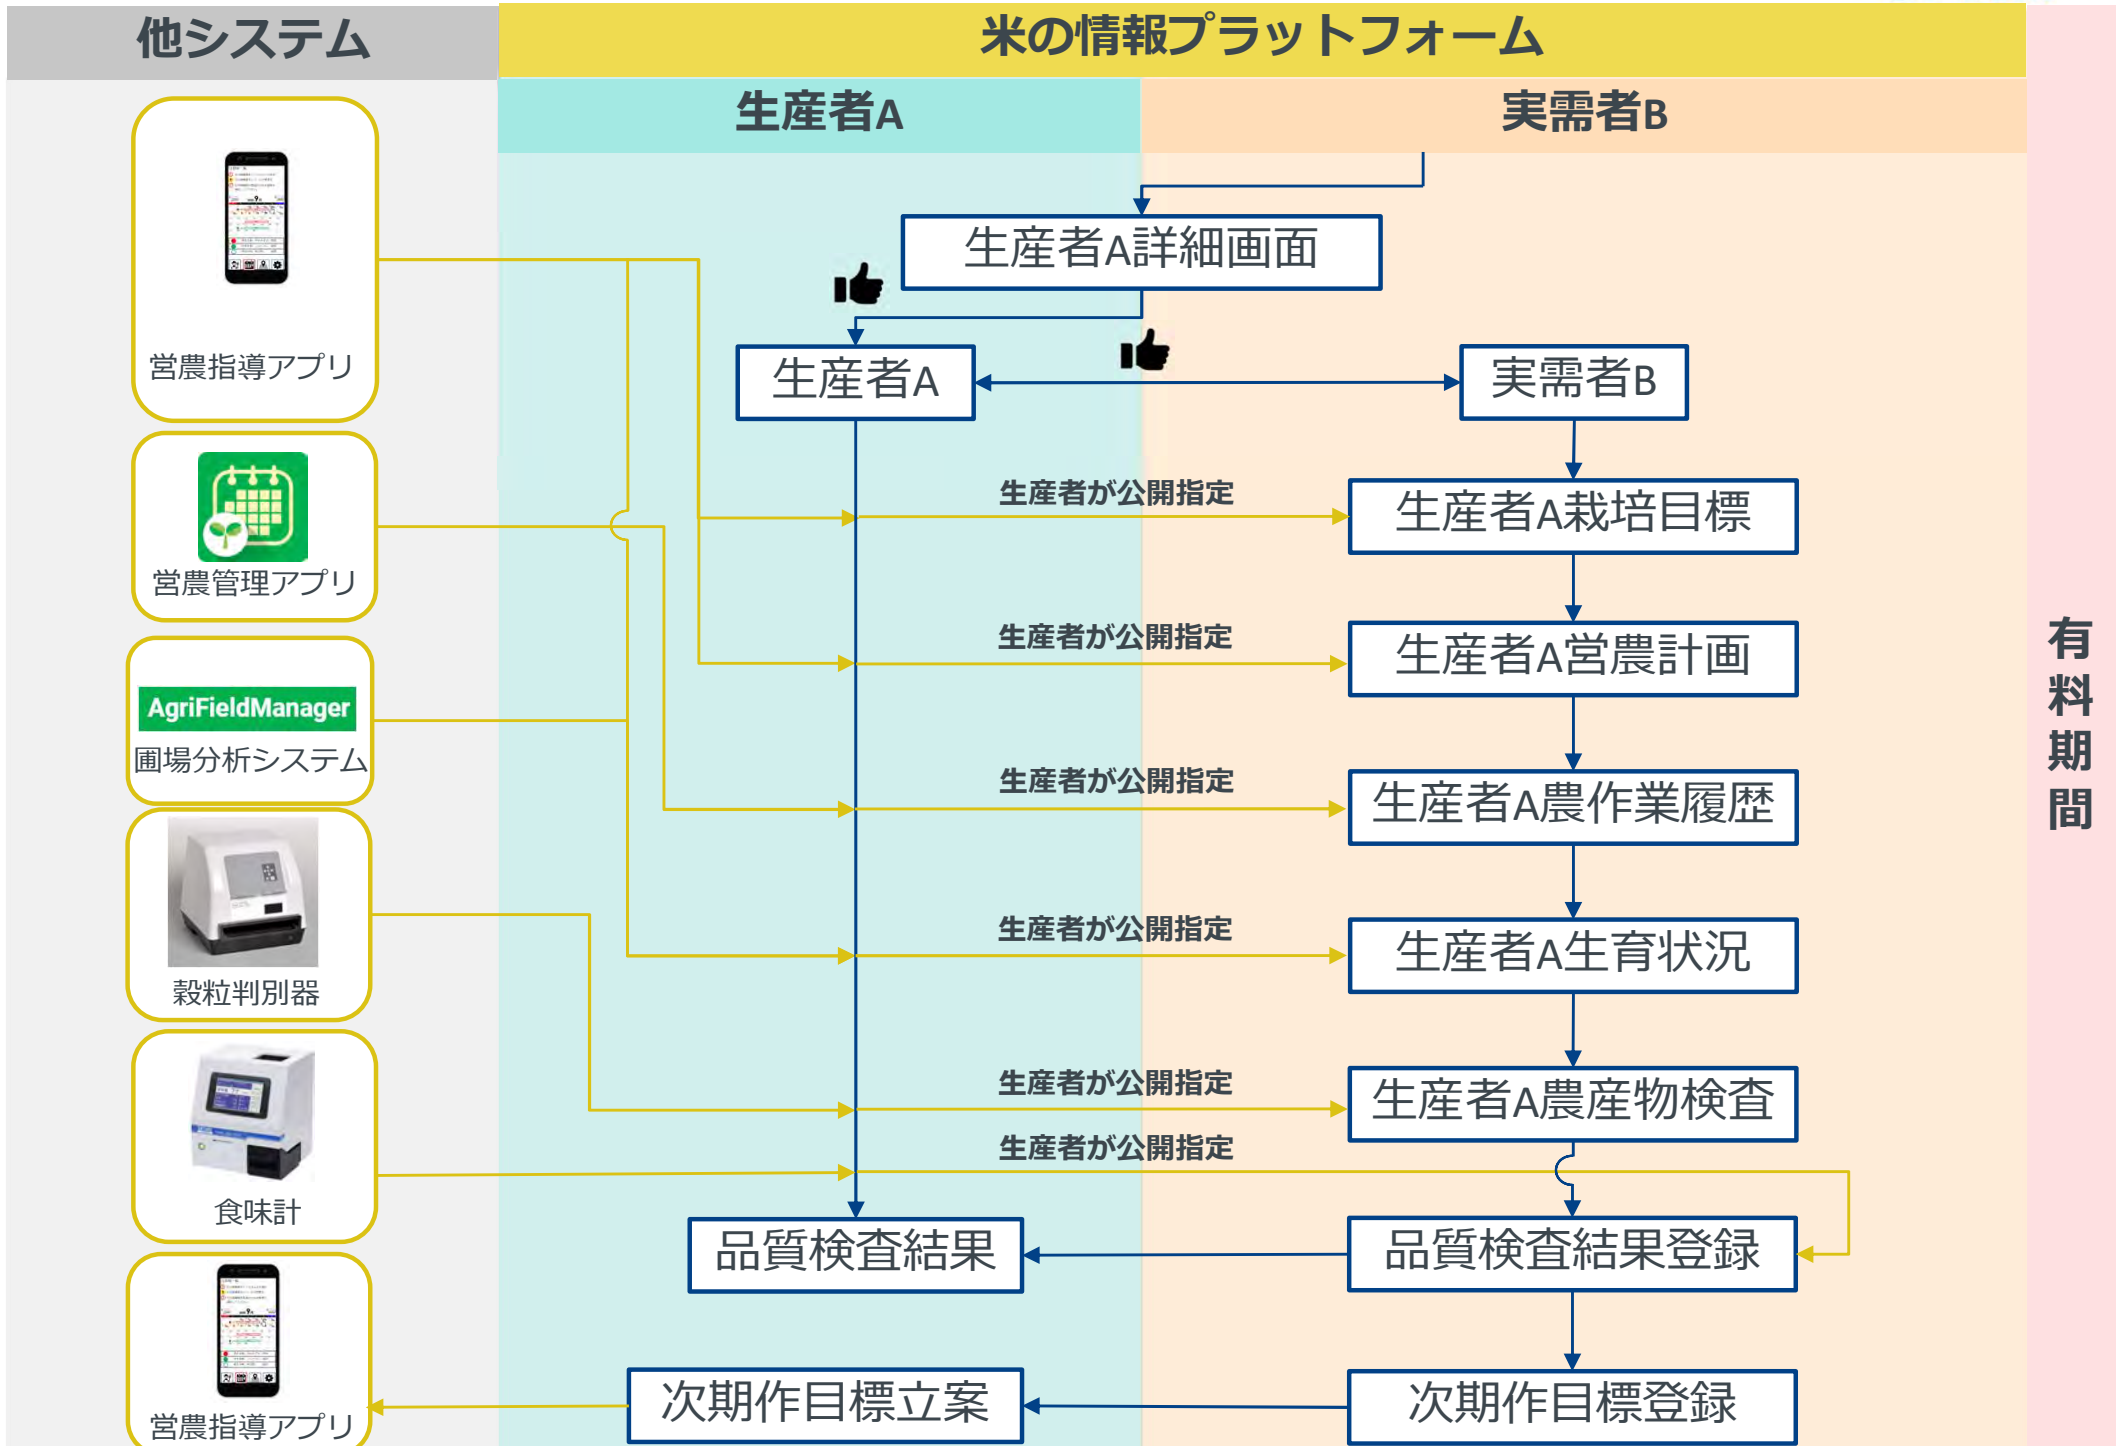 他システム
米の情報プラットフォーム
生産者A
実需者B
有料期間
営農指導アプリ
営農管理アプリ
AgriFieldManager
圃場分析システム
穀粒判別器
食味計
営農指導アプリ
生産者A詳細画面
生産者A
実需者B
生産者が公開指定
生産者A栽培目標
生産者が公開指定
生産者A営農計画
生産者が公開指定
生産者A農作業履歴
生産者が公開指定
生産者A生育状況
生産者が公開指定
生産者A農産物検査
生産者が公開指定
品質検査結果
品質検査結果登録
次期作目標立案
次期作目標登録